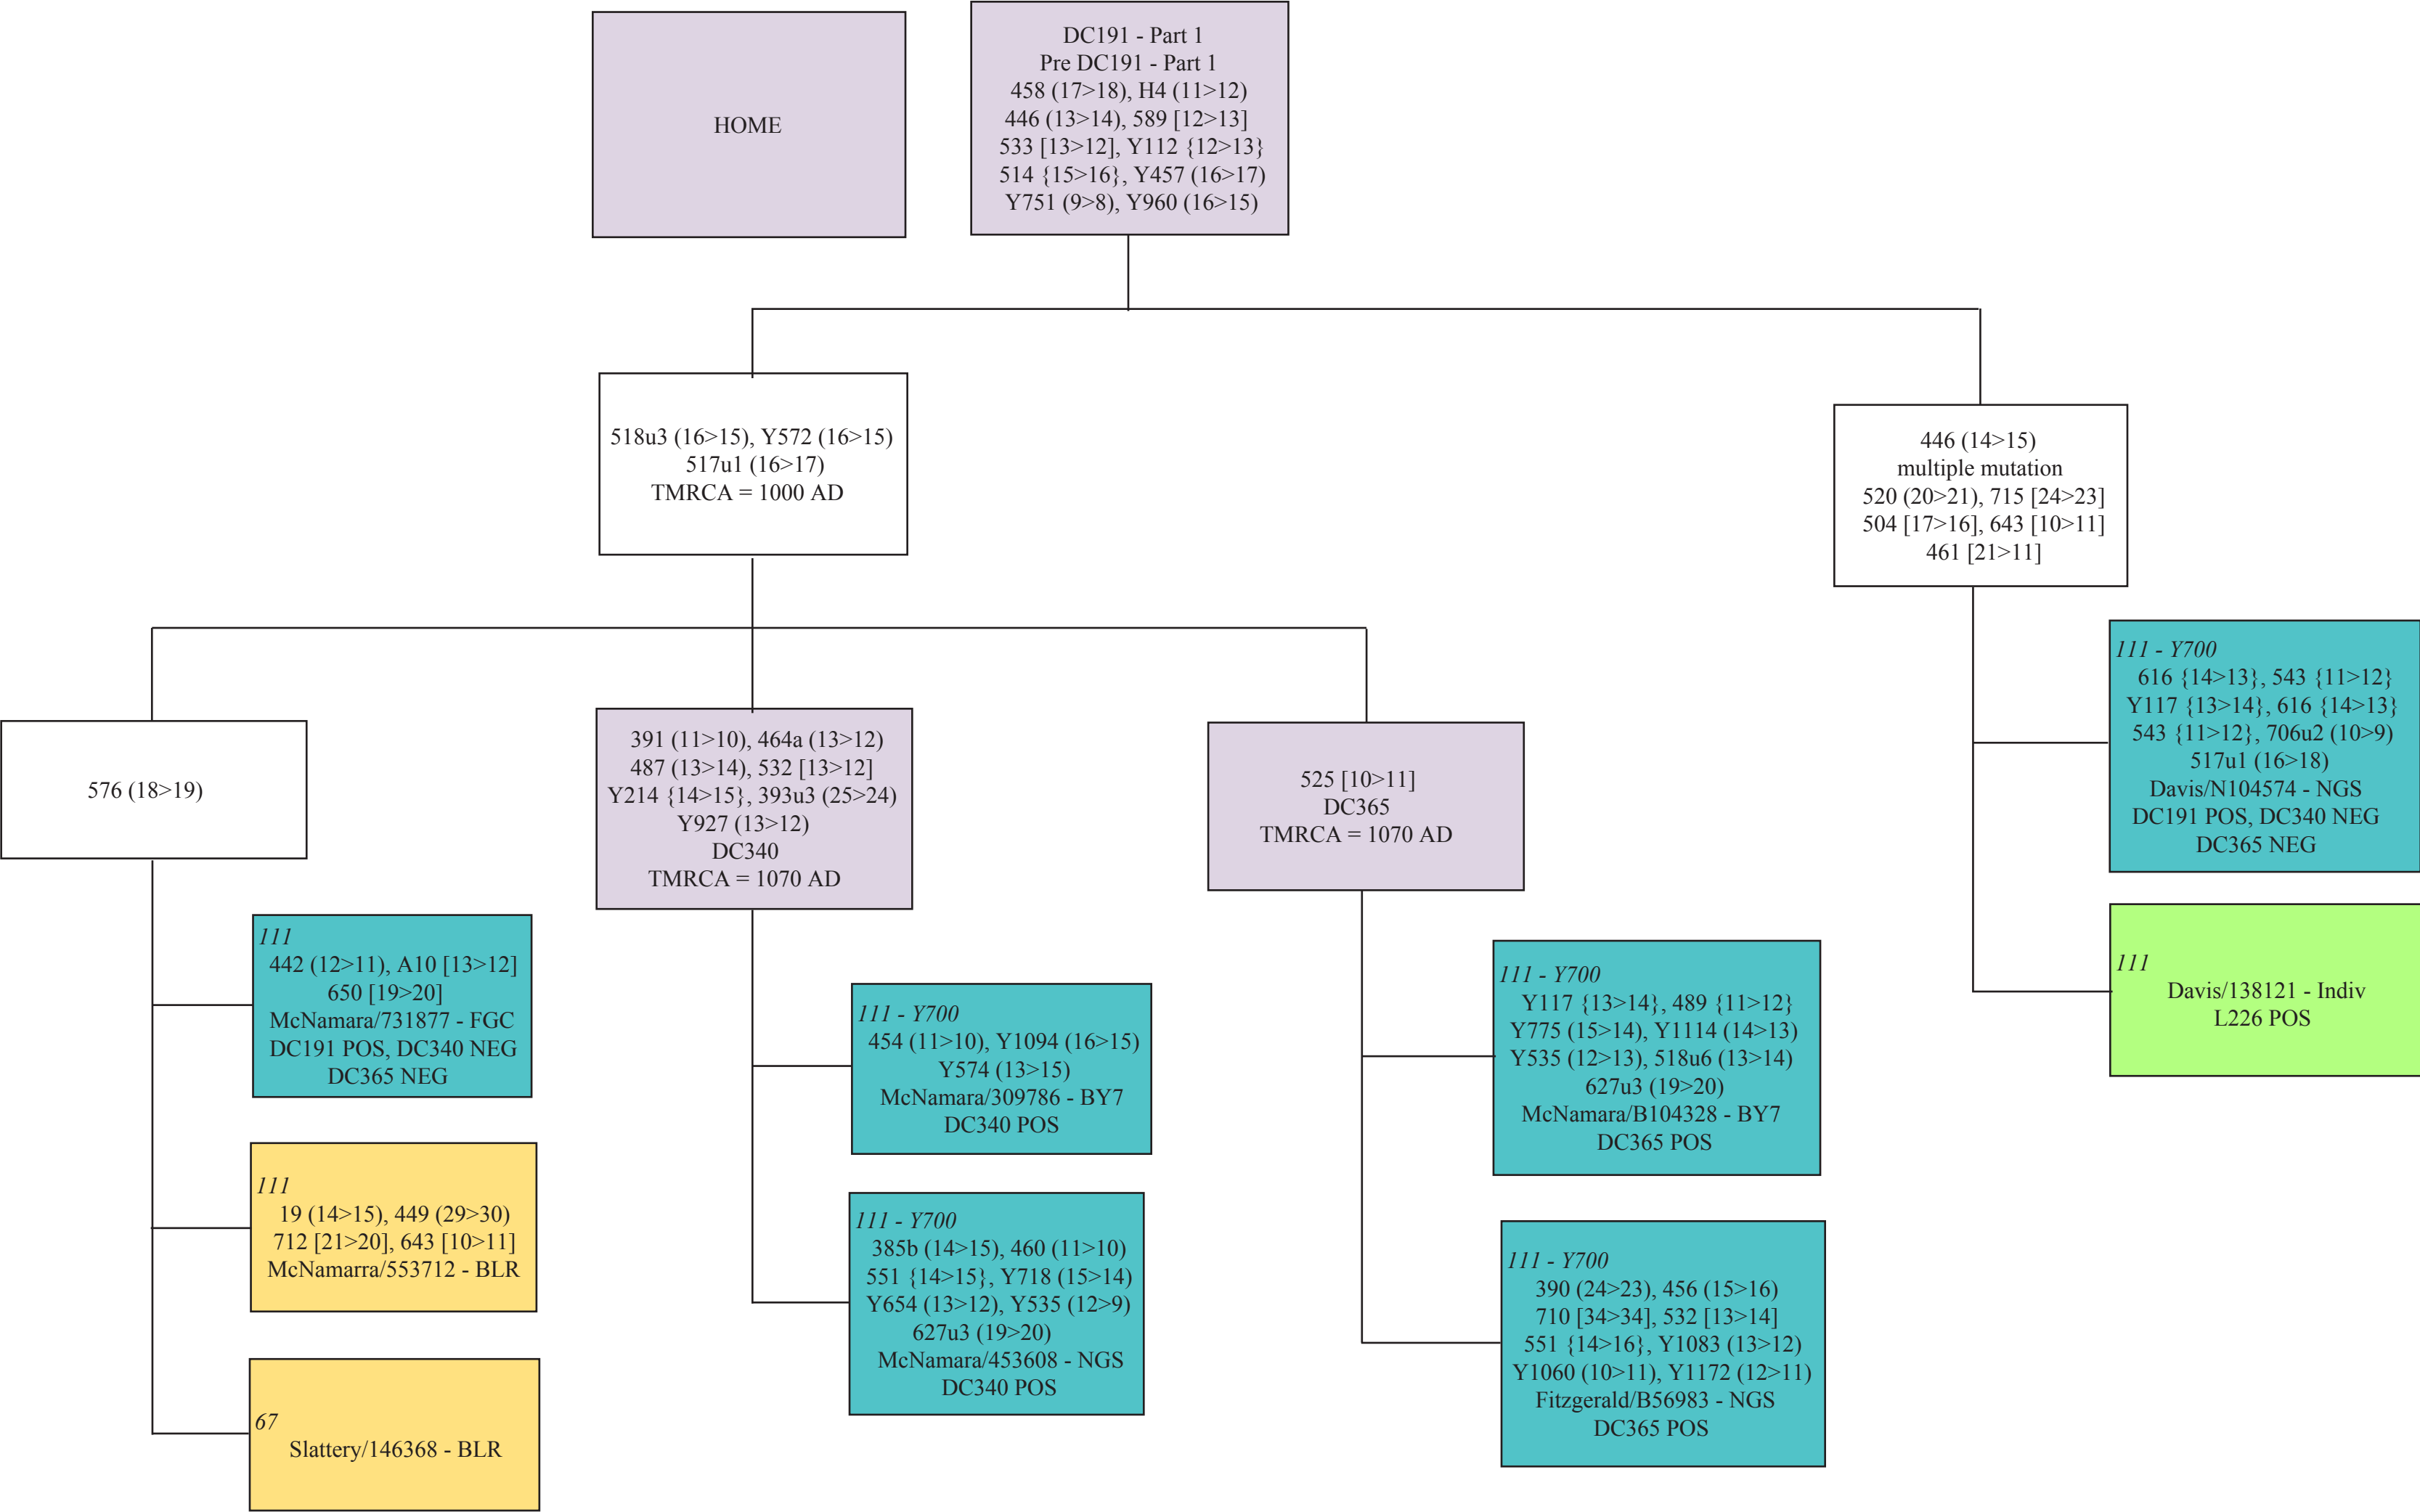 HOME
DC191 - Part 1
Pre DC191 - Part 1
458 (17>18), H4 (11>12)
446 (13>14), 589 [12>13]
533 [13>12], Y112 {12>13}
514 {15>16}, Y457 (16>17)
Y751 (9>8), Y960 (16>15)
518u3 (16>15), Y572 (16>15)
517u1 (16>17)
TMRCA = 1000 AD
446 (14>15)
multiple mutation
520 (20>21), 715 [24>23]
504 [17>16], 643 [10>11]
461 [21>11]
576 (18>19)
391 (11>10), 464a (13>12)
487 (13>14), 532 [13>12]
Y214 {14>15}, 393u3 (25>24)
Y927 (13>12)
DC340
TMRCA = 1070 AD
525 [10>11]
DC365
TMRCA = 1070 AD
111 - Y700
616 {14>13}, 543 {11>12}
Y117 {13>14}, 616 {14>13}
543 {11>12}, 706u2 (10>9)
517u1 (16>18)
Davis/N104574 - NGS
DC191 POS, DC340 NEG
DC365 NEG
111
Davis/138121 - Indiv
L226 POS
111
442 (12>11), A10 [13>12]
650 [19>20]
McNamara/731877 - FGC
DC191 POS, DC340 NEG
DC365 NEG
111
19 (14>15), 449 (29>30)
712 [21>20], 643 [10>11]
McNamarra/553712 - BLR
67
Slattery/146368 - BLR
111 - Y700
454 (11>10), Y1094 (16>15)
Y574 (13>15)
McNamara/309786 - BY7
DC340 POS
111 - Y700
385b (14>15), 460 (11>10)
551 {14>15}, Y718 (15>14)
Y654 (13>12), Y535 (12>9)
627u3 (19>20)
McNamara/453608 - NGS
DC340 POS
111 - Y700
Y117 {13>14}, 489 {11>12}
Y775 (15>14), Y1114 (14>13)
Y535 (12>13), 518u6 (13>14)
627u3 (19>20)
McNamara/B104328 - BY7
DC365 POS
111 - Y700
390 (24>23), 456 (15>16)
710 [34>34], 532 [13>14]
551 {14>16}, Y1083 (13>12)
Y1060 (10>11), Y1172 (12>11)
Fitzgerald/B56983 - NGS
DC365 POS